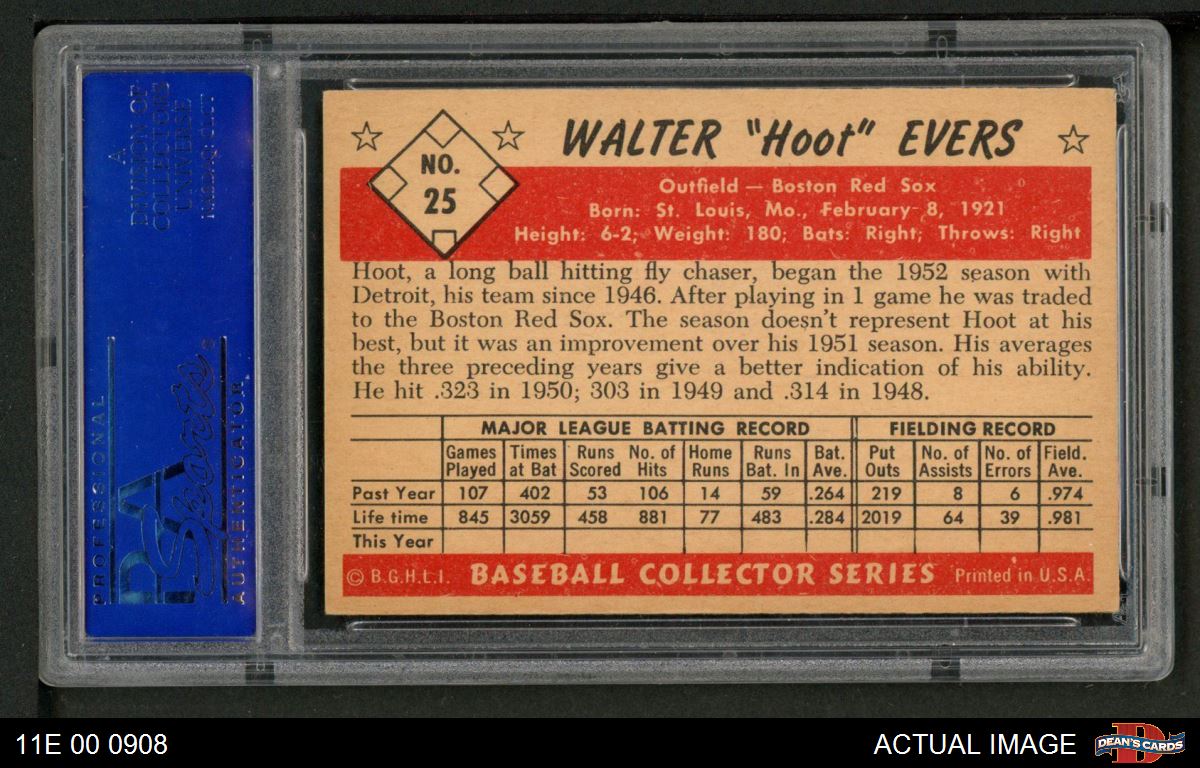 A
DIVISION OF
COLLECTORS
UNIVERSE
NASDAQ: CLCT
PROFESSIONAL
PSA
Sports
AUTHENTICATOR
NO.
25
WALTER "Hoot" EVERS
Outfield — Boston Red Sox
Born: St. Louis, Mo., February 8, 1921
Height: 6-2; Weight: 180; Bats: Right; Throws: Right
Hoot, a long ball hitting fly chaser, began the 1952 season with
Detroit, his team since 1946. After playing in 1 game he was traded
to the Boston Red Sox. The season doesn't represent Hoot at his
best, but it was an improvement over his 1951 season. His averages
the three preceding years give a better indication of his ability.
He hit .323 in 1950; 303 in 1949 and .314 in 1948.
MAJOR LEAGUE BATTING RECORD FIELDING RECORD
Games Times Runs No. of Home Runs Bat. Put No. of No. of Field.
Played at Bat Scored Hits Runs Bat. In Ave. Outs Assists Errors Ave.
Past Year 107 402 53 106 14 59 .264 219 8 6 .974
Life time 845 3059 458 881 77 483 .284 2019 64 39 .981
This Year
© B.G.H.L.I. BASEBALL COLLECTOR SERIES Printed in U.S.A.
11E 00 0908
ACTUAL IMAGE
DEAN'S CARDS